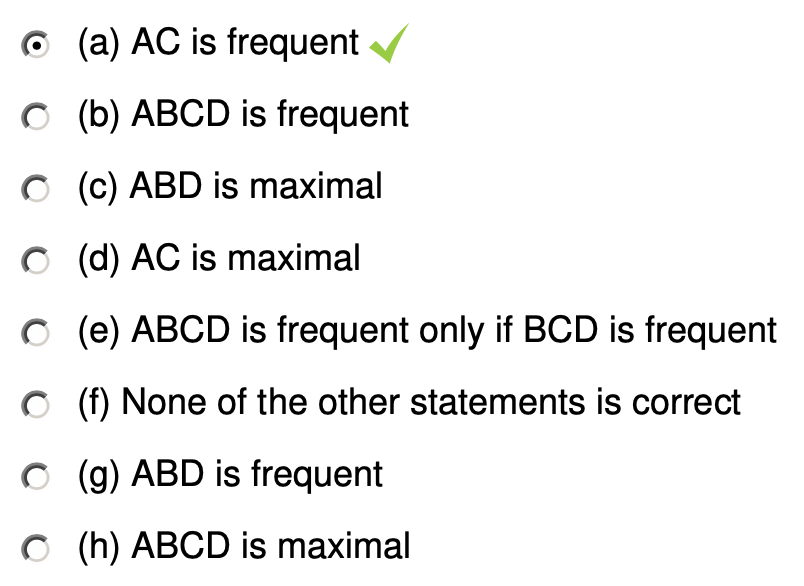 (a) AC is frequent
(b) ABCD is frequent
(c) ABD is maximal
(d) AC is maximal
(e) ABCD is frequent only if BCD is frequent
(f) None of the other statements is correct
(g) ABD is frequent
(h) ABCD is maximal